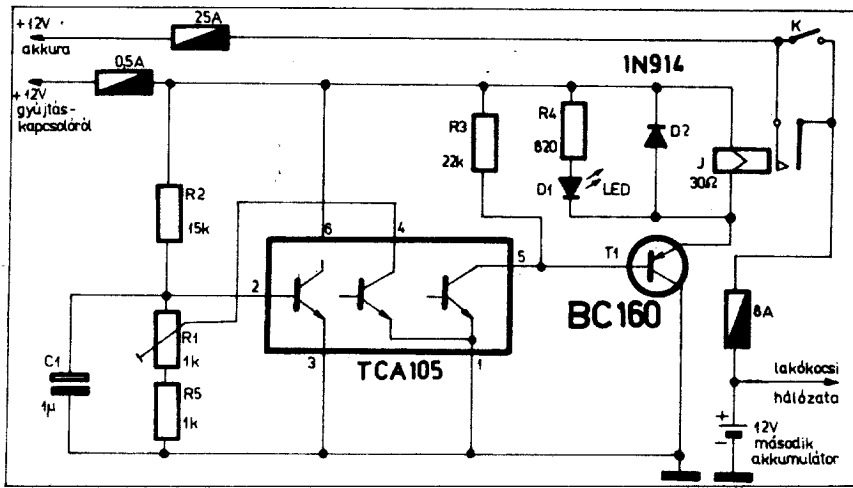 +12V
akkura
25A
K
0,5A
+12V
gyújtás-
kapcsolóról
1N914
R3
22k
R4
820
D2
D1
LED
J
30Ω
R2
15k
6
4
5
2
3
1
TCA105
T1
BC160
R1
1k
R5
1k
C1
1µ
8A
lakókocsi
hálózata
+
-
12V
második
akkumulátor